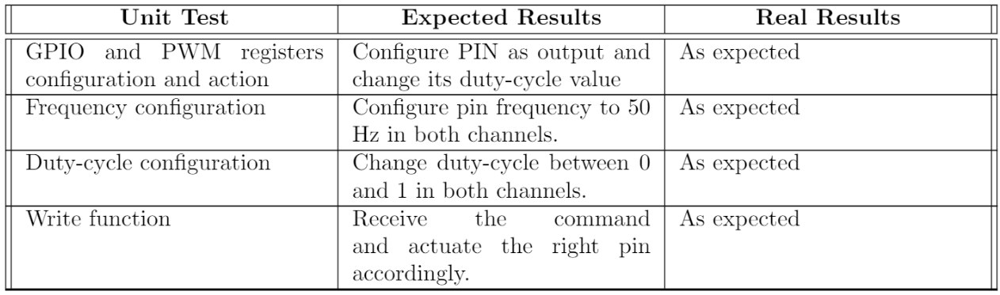 Unit Test Expected Results Real Results
GPIO and PWM registers Configure PIN as output and As expected
configuration and action change its duty-cycle value
Frequency configuration Configure pin frequency to 50 As expected
Hz in both channels.
Duty-cycle configuration Change duty-cycle between 0 As expected
and 1 in both channels.
Write function Receive the command As expected
and actuate the right pin
accordingly.